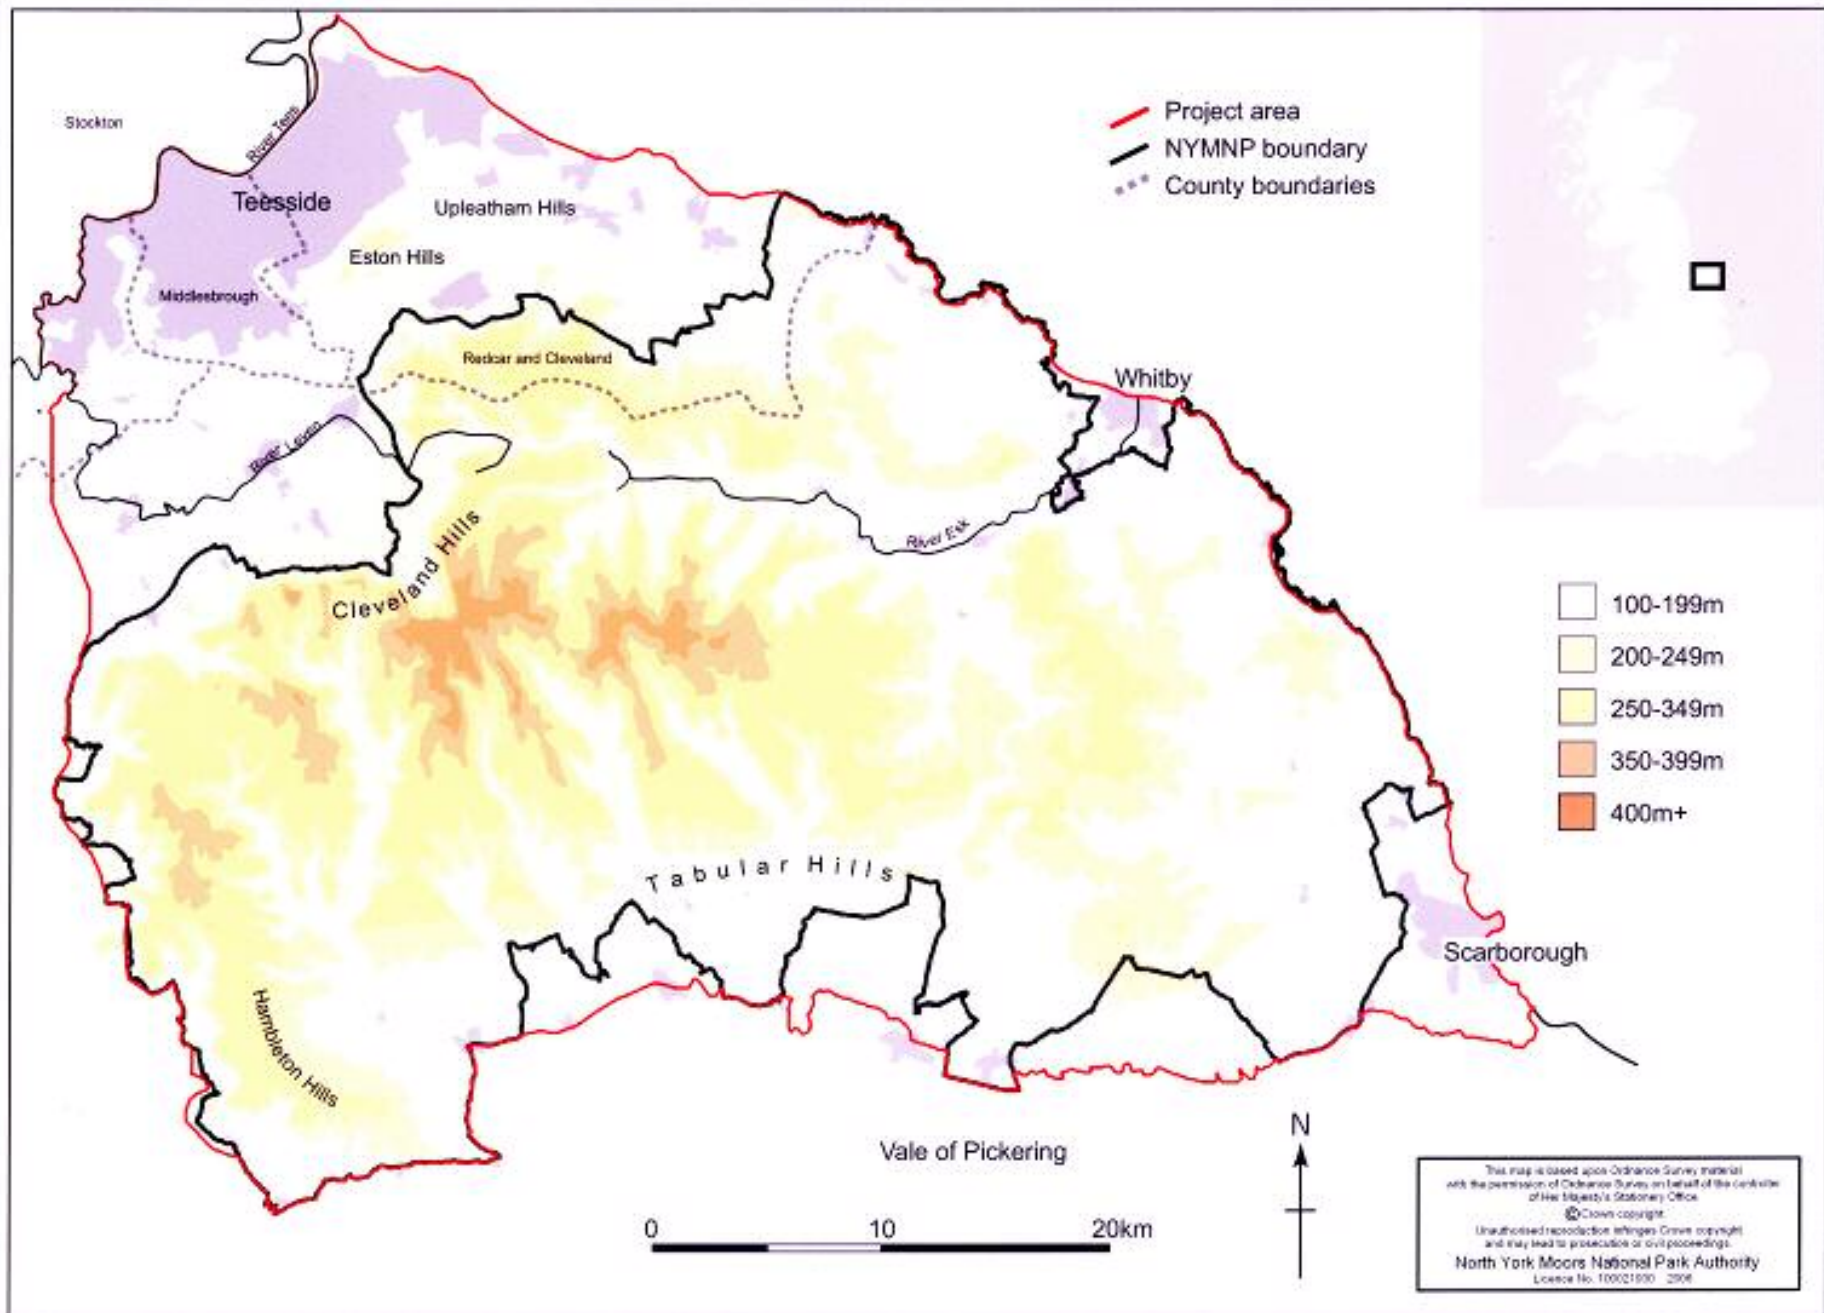 Stockton
River Tees
Teesside
Upleatham Hills
Eston Hills
Middlesbrough
Redcar and Cleveland
River Leven
Whitby
River Esk
Cleveland Hills
Tabular Hills
Hambleton Hills
Scarborough
Vale of Pickering
Project area
NYMNP boundary
County boundaries
100-199m
200-249m
250-349m
350-399m
400m+
N
0 10 20km
This map is based upon Ordnance Survey material
with the permission of Ordnance Survey on behalf of the controller
of Her Majesty's Stationery Office
© Crown copyright
Unauthorised reproduction infringes Crown copyright
and may lead to prosecution or civil proceedings.
North York Moors National Park Authority
Licence No. 100021930 2006